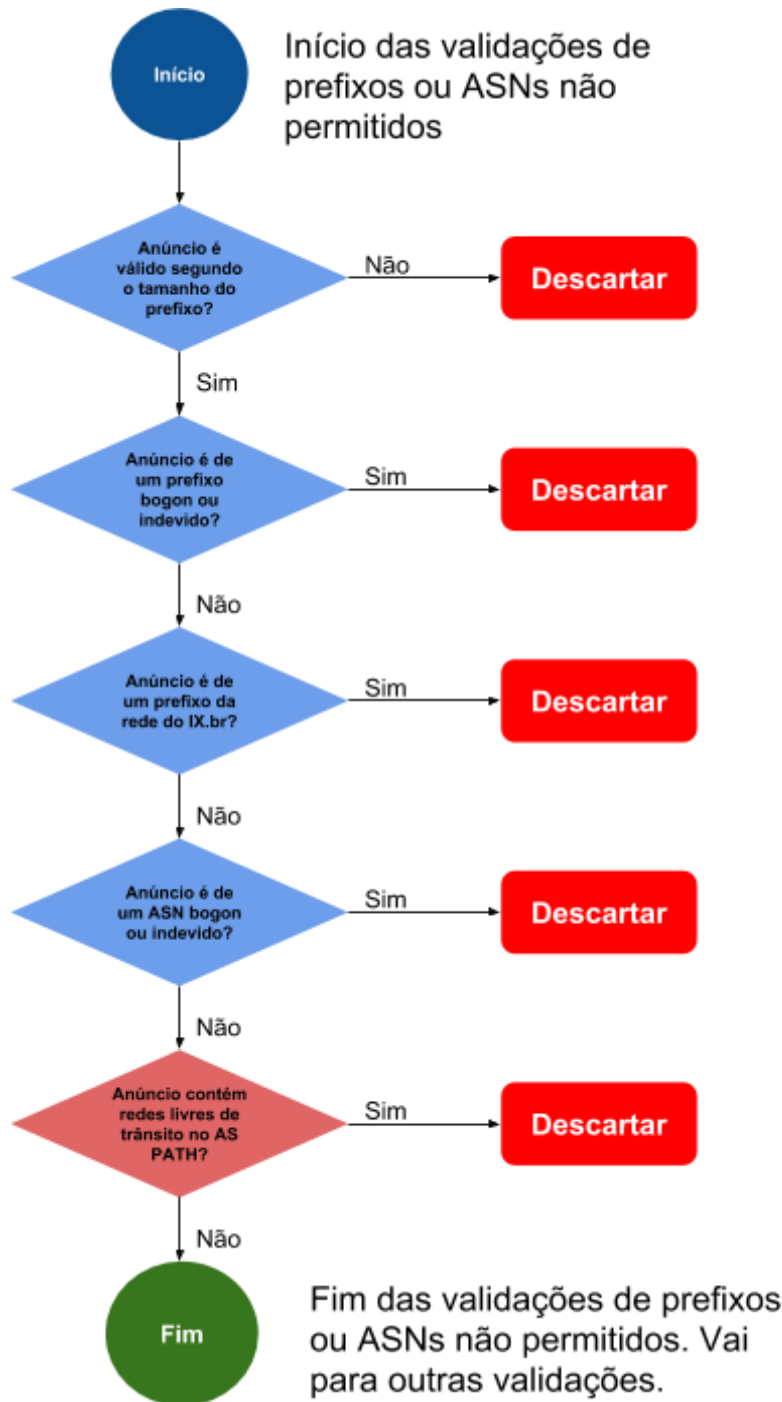 Início
Início das validações de
prefixos ou ASNs não
permitidos
Anúncio é
válido segundo
o tamanho do
prefixo?
Não
Descartar
Sim
Anúncio é de
um prefixo
bogon ou
indevido?
Sim
Descartar
Não
Anúncio é de
um prefixo da
rede do IX.br?
Sim
Descartar
Não
Anúncio é de
um ASN bogon
ou indevido?
Sim
Descartar
Não
Anúncio contém
redes livres de
trânsito no AS
PATH?
Sim
Descartar
Não
Fim
Fim das validações de prefixos
ou ASNs não permitidos. Vai
para outras validações.